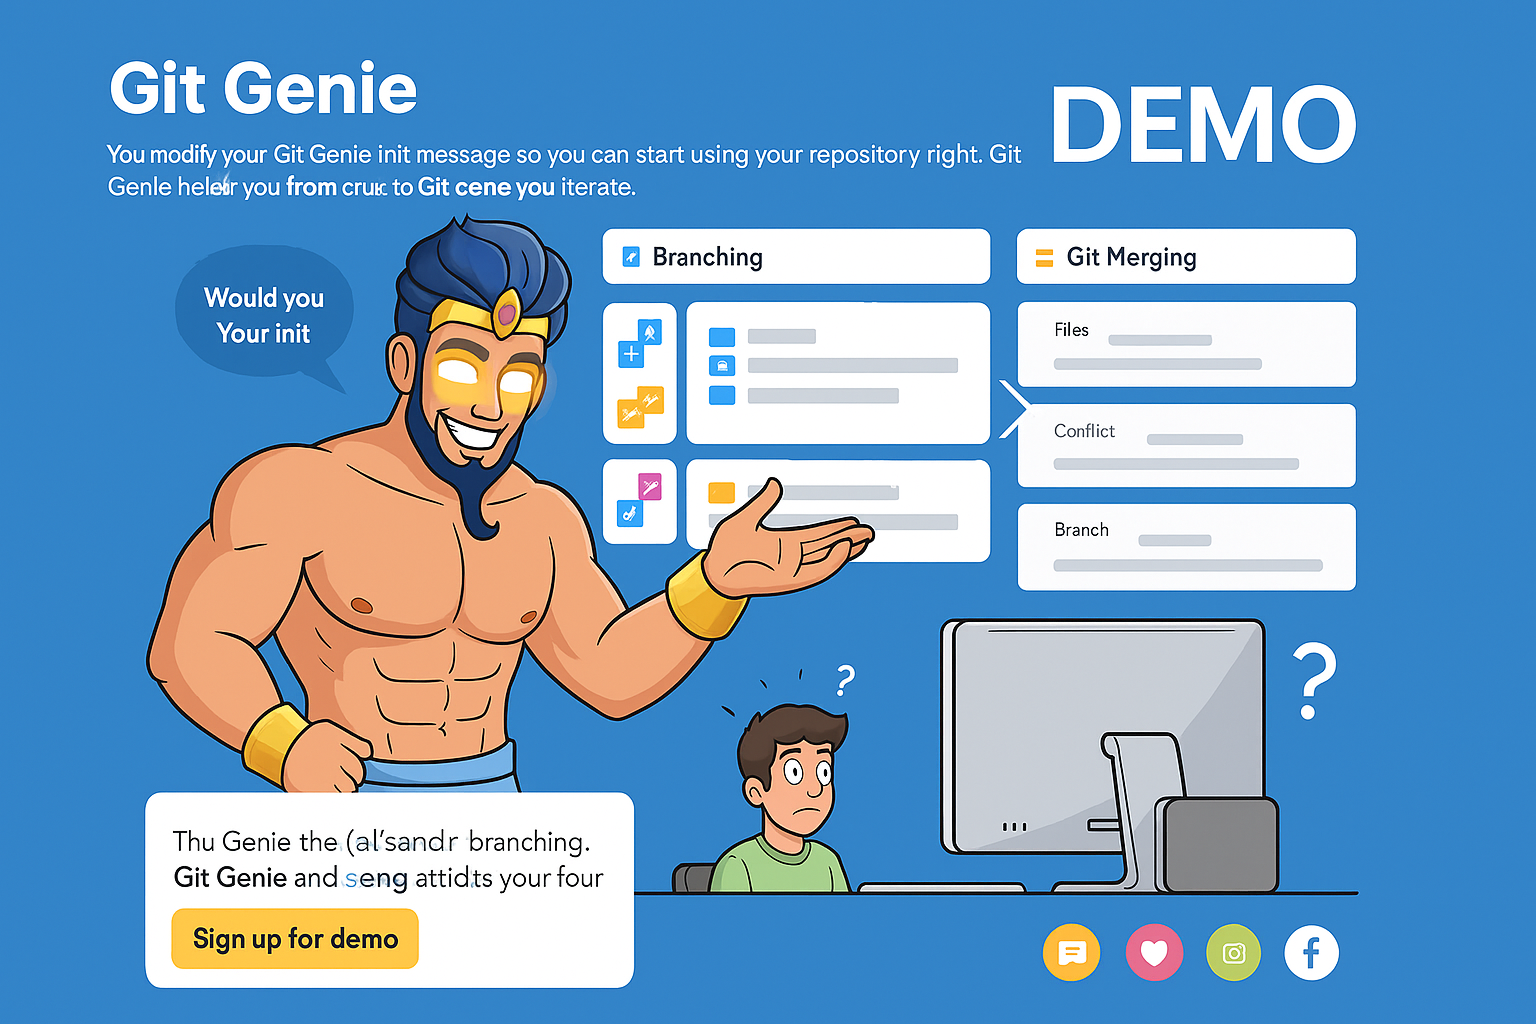 Git Genie
DEMO
You modify your Git Genie init message so you can start using your repository right. Git
Genle you from to Git cene you iterate.
Would you
Your init
Branching
Git Merging
Files
Conflict
Branch
?
?
Thu Genie the (al'sandr branching.
Git Genie and seng attidts your four
Sign up for demo
f